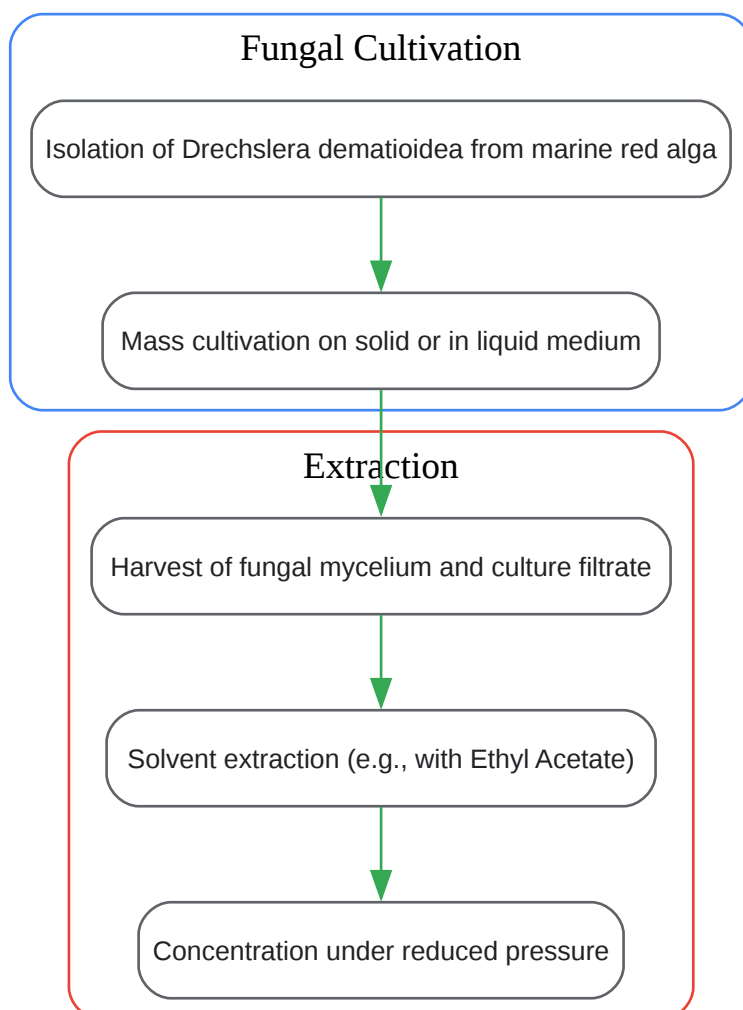 Fungal Cultivation
Isolation of Drechslera dematioidea from marine red alga
Mass cultivation on solid or in liquid medium
Extraction
Harvest of fungal mycelium and culture filtrate
Solvent extraction (e.g., with Ethyl Acetate)
Concentration under reduced pressure